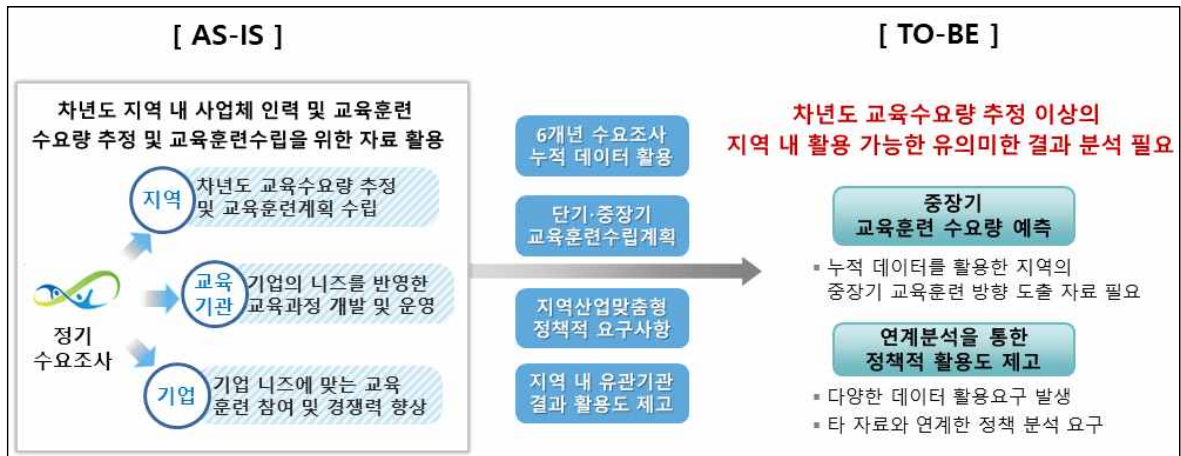 [ AS-IS ]
차년도 지역 내 사업체 인력 및 교육훈련
수요량 추정 및 교육훈련수립을 위한 자료 활용
지역
차년도 교육수요량 추정
및 교육훈련계획 수립
교육
기관
기업의 니즈를 반영한
교육과정 개발 및 운영
정기
수요조사
기업
기업 니즈에 맞는 교육
훈련 참여 및 경쟁력 향상
6개년 수요조사
누적 데이터 활용
단기·중장기
교육훈련수립계획
지역산업맞춤형
정책적 요구사항
지역 내 유관기관
결과 활용도 제고
[ TO-BE ]
차년도 교육수요량 추정 이상의
지역 내 활용 가능한 유의미한 결과 분석 필요
중장기
교육훈련 수요량 예측
▪ 누적 데이터를 활용한 지역의
중장기 교육훈련 방향 도출 자료 필요
연계분석을 통한
정책적 활용도 제고
▪ 다양한 데이터 활용요구 발생
▪ 타 자료와 연계한 정책 분석 요구